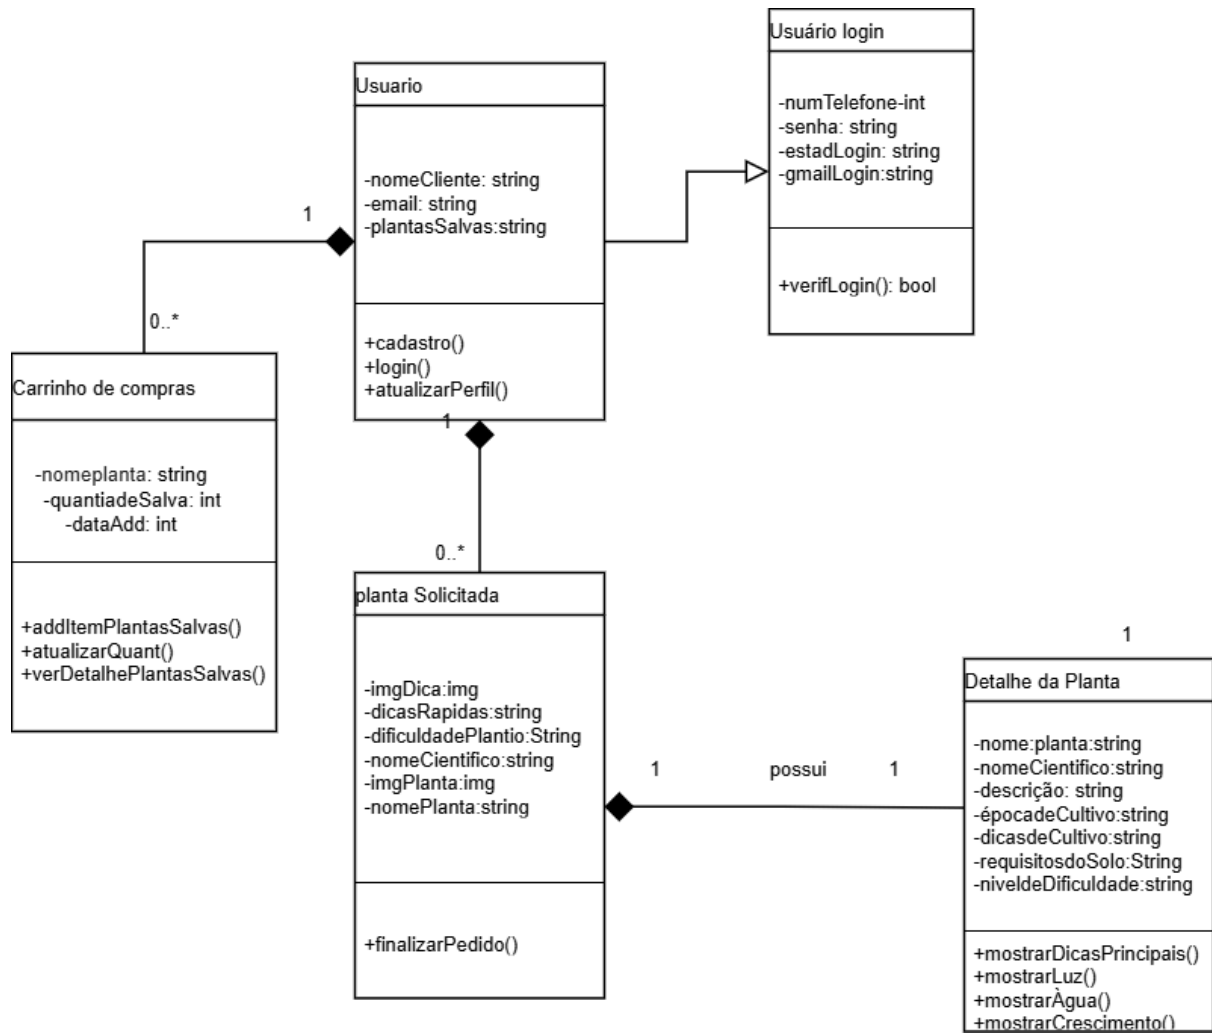 Usuário login
-numTelefone-int
-senha: string
-estadLogin: string
-gmailLogin:string
+verifLogin(): bool
Usuario
-nomeCliente: string
-email: string
-plantasSalvas:string
+cadastro()
+login()
+atualizarPerfil()
1
0..*
1
0..*
Carrinho de compras
-nomeplanta: string
-quantiadeSalva: int
-dataAdd: int
+addItemPlantasSalvas()
+atualizarQuant()
+verDetalhePlantasSalvas()
planta Solicitada
-imgDica:img
-dicasRapidas:string
-dificuldadePlantio:String
-nomeCientifico:string
-imgPlanta:img
-nomePlanta:string
+finalizarPedido()
1 possui 1
1
Detalhe da Planta
-nome:planta:string
-nomeCientifico:string
-descrição: string
-épocadeCultivo:string
-dicasdeCultivo:string
-requisitosdoSolo:String
-niveldeDificuldade:string
+mostrarDicasPrincipais()
+mostrarLuz()
+mostrarÀgua()
+mostrarCrescimento()